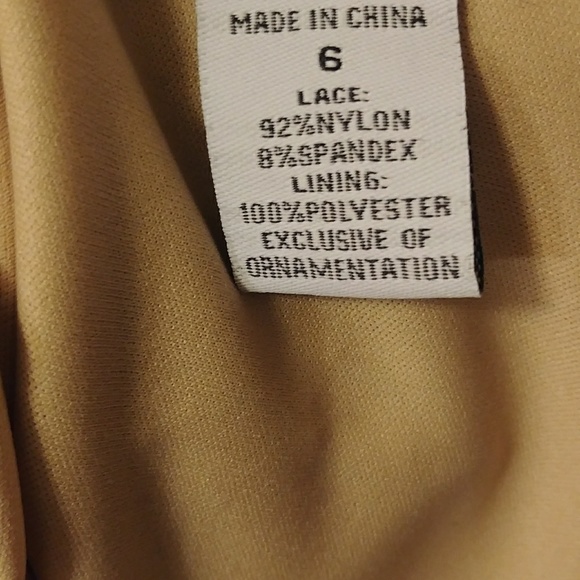 MADE IN CHINA
6
LACE:
92%NYLON
8%SPANDEX
LINING:
100%POLYESTER
EXCLUSIVE OF
ORNAMENTATION